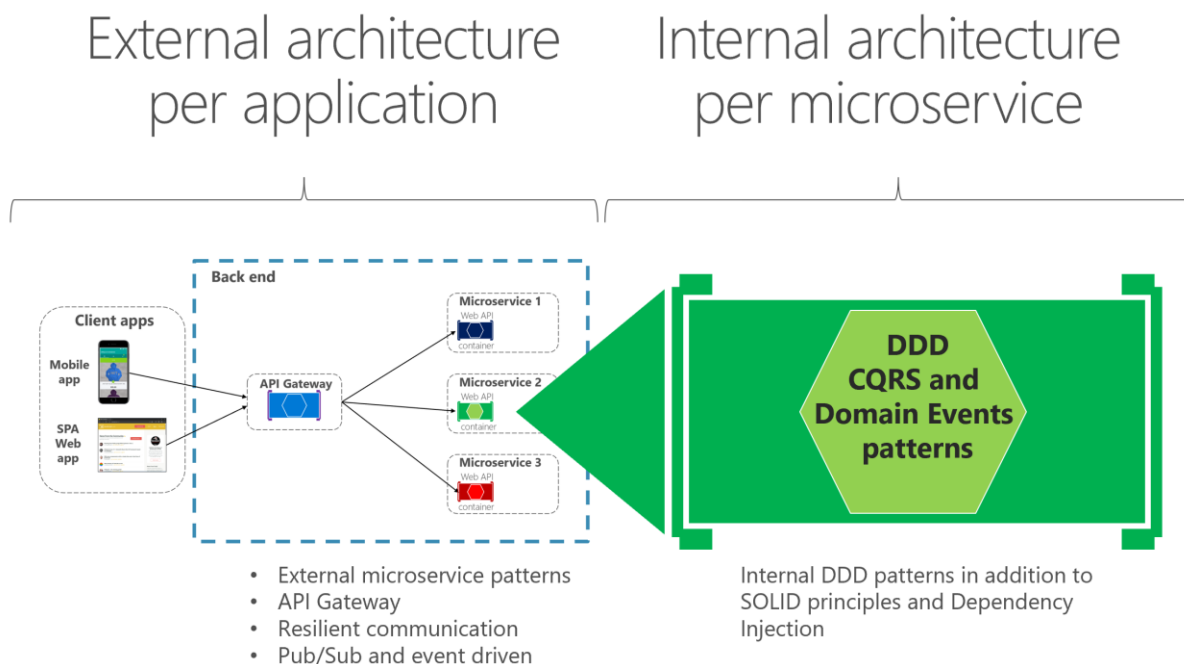 External architecture
per application
Internal architecture
per microservice
Back end
Client apps
Mobile
app
SPA
Web
app
API Gateway
Microservice 1
Web API
container
Microservice 2
Web API
container
Microservice 3
Web API
container
DDD
CQRS and
Domain Events
patterns
• External microservice patterns
• API Gateway
• Resilient communication
• Pub/Sub and event driven
Internal DDD patterns in addition to
SOLID principles and Dependency
Injection